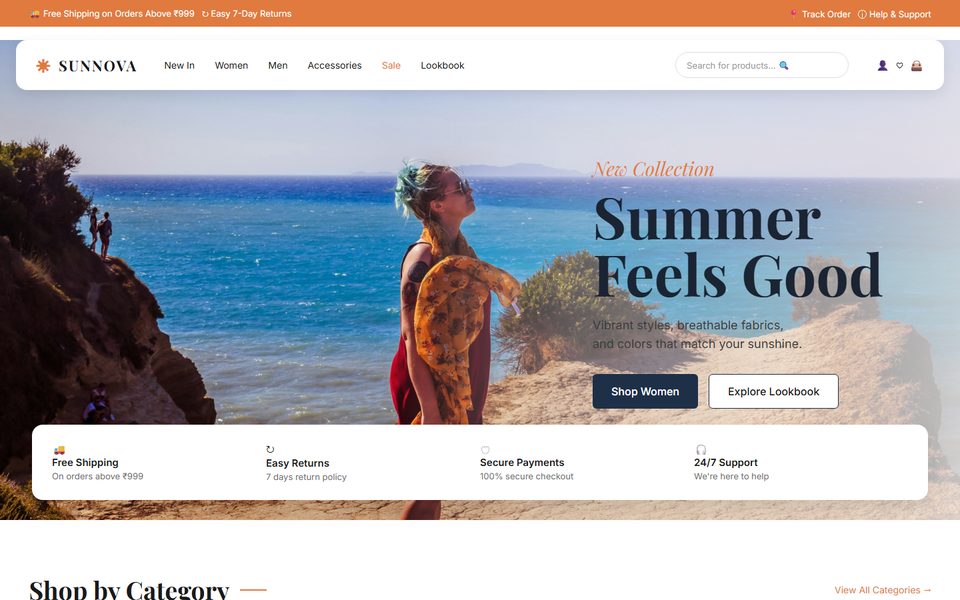 Free Shipping on Orders Above ₹999 Easy 7-Day Returns
Track Order Help & Support
SUNNOVA
New In Women Men Accessories Sale Lookbook
Search for products...
New Collection
Summer
Feels Good
Vibrant styles, breathable fabrics,
and colors that match your sunshine.
Shop Women Explore Lookbook
Free Shipping
On orders above ₹999
Easy Returns
7 days return policy
Secure Payments
100% secure checkout
24/7 Support
We're here to help
Shop by Category
View All Categories →